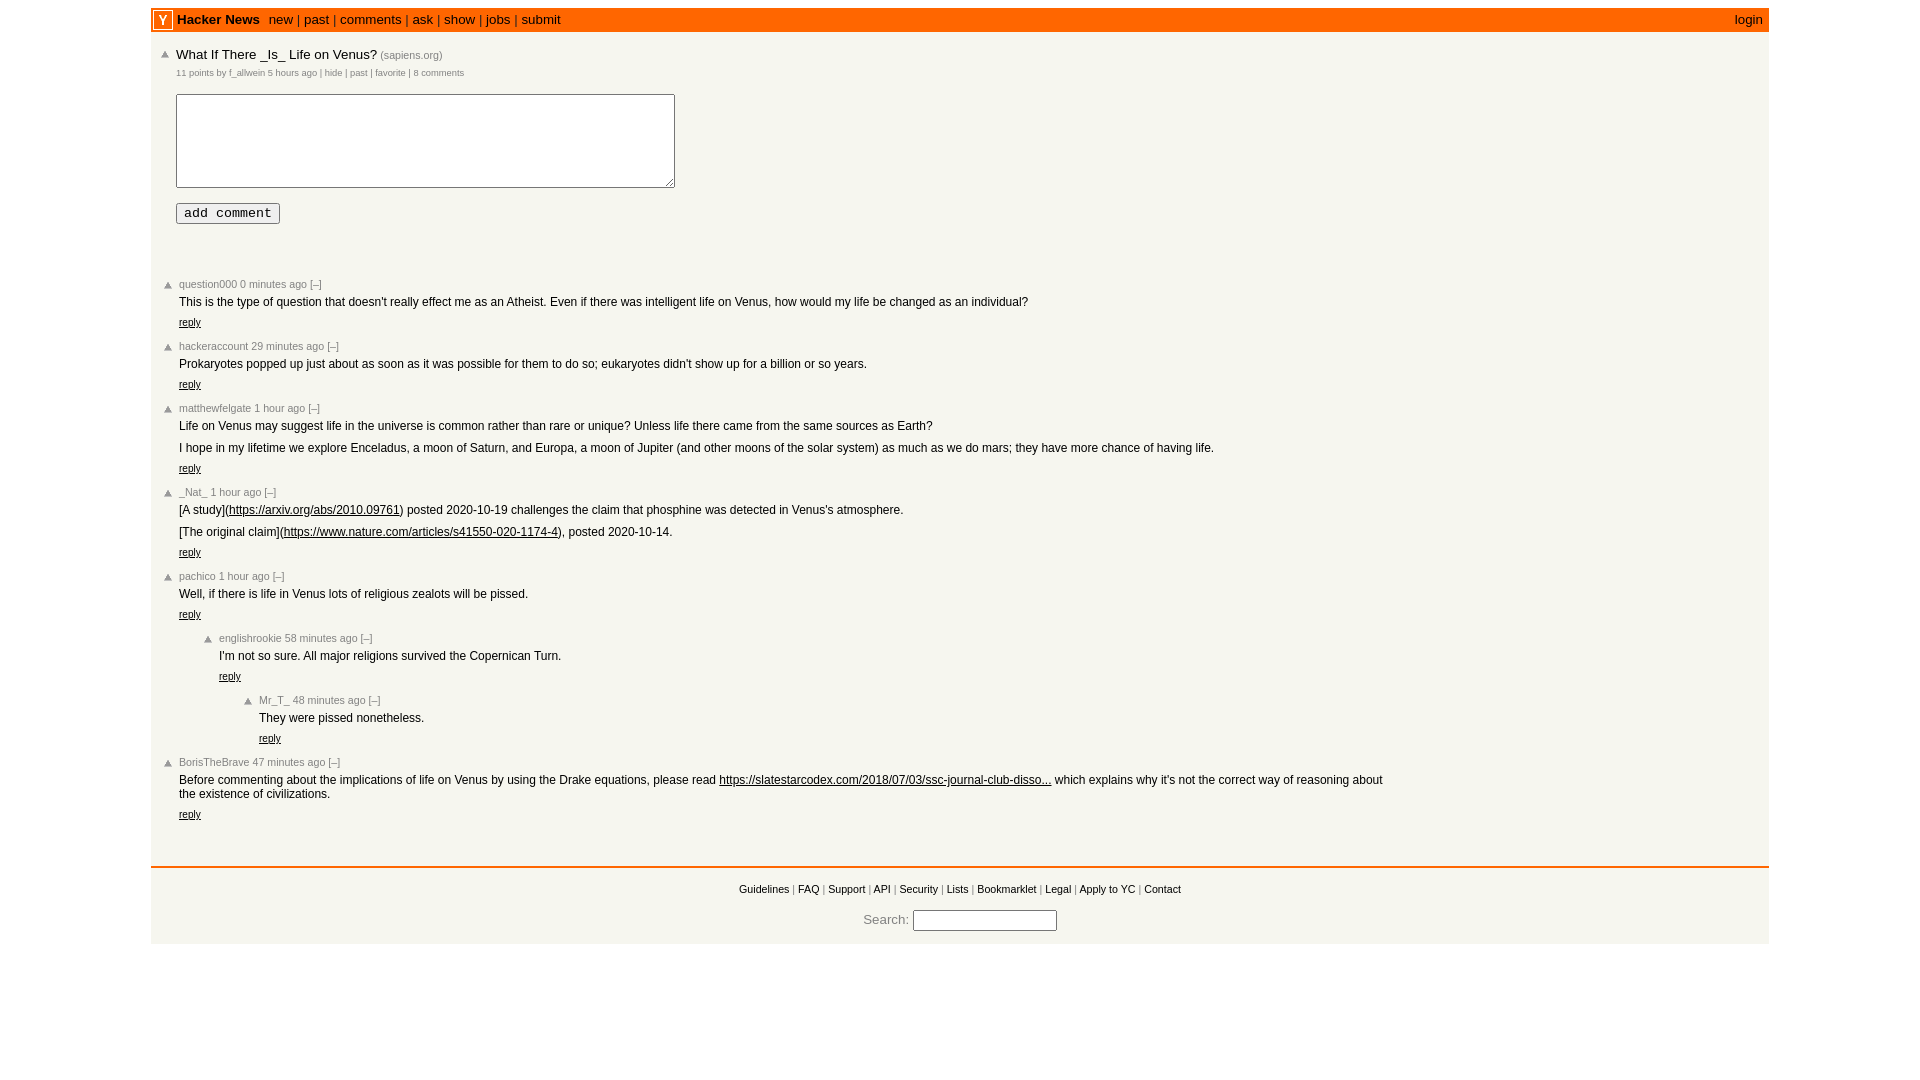 Y Hacker News new | past | comments | ask | show | jobs | submit login
What If There _Is_ Life on Venus? (sapiens.org)
11 points by f_allwein 5 hours ago | hide | past | favorite | 8 comments
add comment
question000 0 minutes ago [–]
This is the type of question that doesn't really effect me as an Atheist. Even if there was intelligent life on Venus, how would my life be changed as an individual?
reply
hackeraccount 29 minutes ago [–]
Prokaryotes popped up just about as soon as it was possible for them to do so; eukaryotes didn't show up for a billion or so years.
reply
matthewfelgate 1 hour ago [–]
Life on Venus may suggest life in the universe is common rather than rare or unique? Unless life there came from the same sources as Earth?
I hope in my lifetime we explore Enceladus, a moon of Saturn, and Europa, a moon of Jupiter (and other moons of the solar system) as much as we do mars; they have more chance of having life.
reply
_Nat_ 1 hour ago [–]
[A study](https://arxiv.org/abs/2010.09761) posted 2020-10-19 challenges the claim that phosphine was detected in Venus's atmosphere.
[The original claim](https://www.nature.com/articles/s41550-020-1174-4), posted 2020-10-14.
reply
pachico 1 hour ago [–]
Well, if there is life in Venus lots of religious zealots will be pissed.
reply
englishrookie 58 minutes ago [–]
I'm not so sure. All major religions survived the Copernican Turn.
reply
Mr_T_ 48 minutes ago [–]
They were pissed nonetheless.
reply
BorisTheBrave 47 minutes ago [–]
Before commenting about the implications of life on Venus by using the Drake equations, please read https://slatestarcodex.com/2018/07/03/ssc-journal-club-disso... which explains why it's not the correct way of reasoning about
the existence of civilizations.
reply
Guidelines | FAQ | Support | API | Security | Lists | Bookmarklet | Legal | Apply to YC | Contact
Search: